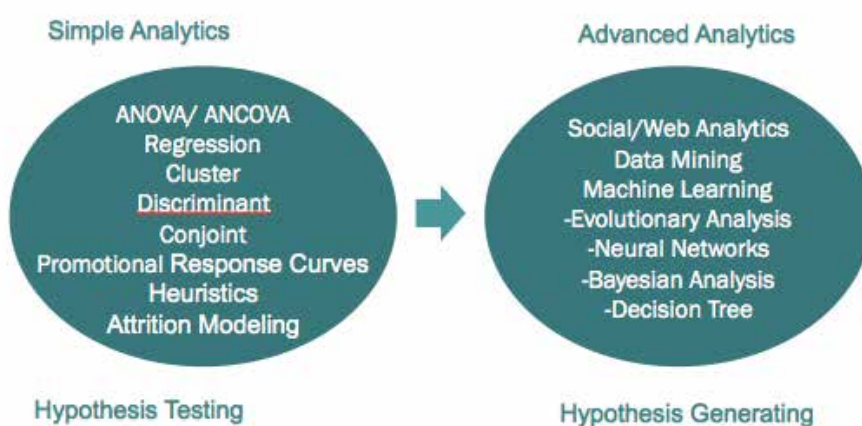 Simple Analytics
ANOVA/ ANCOVA
Regression
Cluster
Discriminant
Conjoint
Promotional Response Curves
Heuristics
Attrition Modeling
Hypothesis Testing
Advanced Analytics
Social/Web Analytics
Data Mining
Machine Learning
-Evolutionary Analysis
-Neural Networks
-Bayesian Analysis
-Decision Tree
Hypothesis Generating